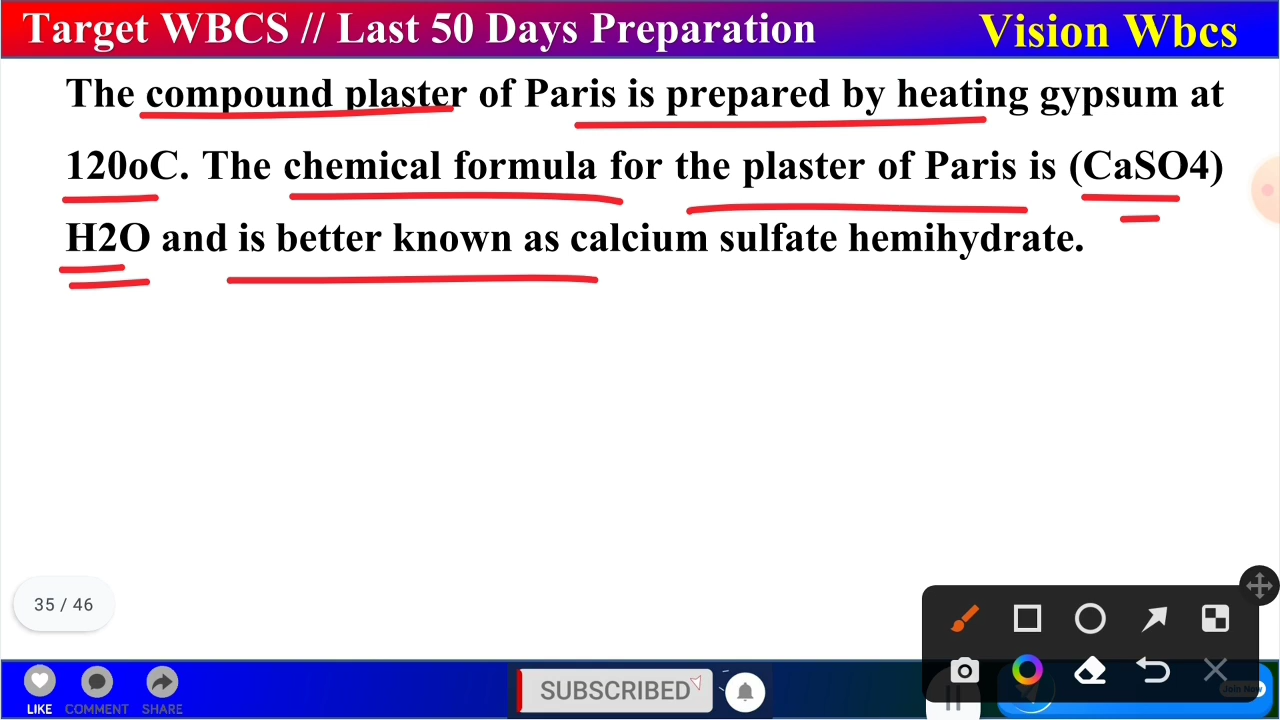 Target WBCS // Last 50 Days Preparation
Vision Wbcs
The compound plaster of Paris is prepared by heating gypsum at
120oC. The chemical formula for the plaster of Paris is (CaSO4)
H2O and is better known as calcium sulfate hemihydrate.
35 / 46
LIKE COMMENT SHARE
SUBSCRIBED
Join Now